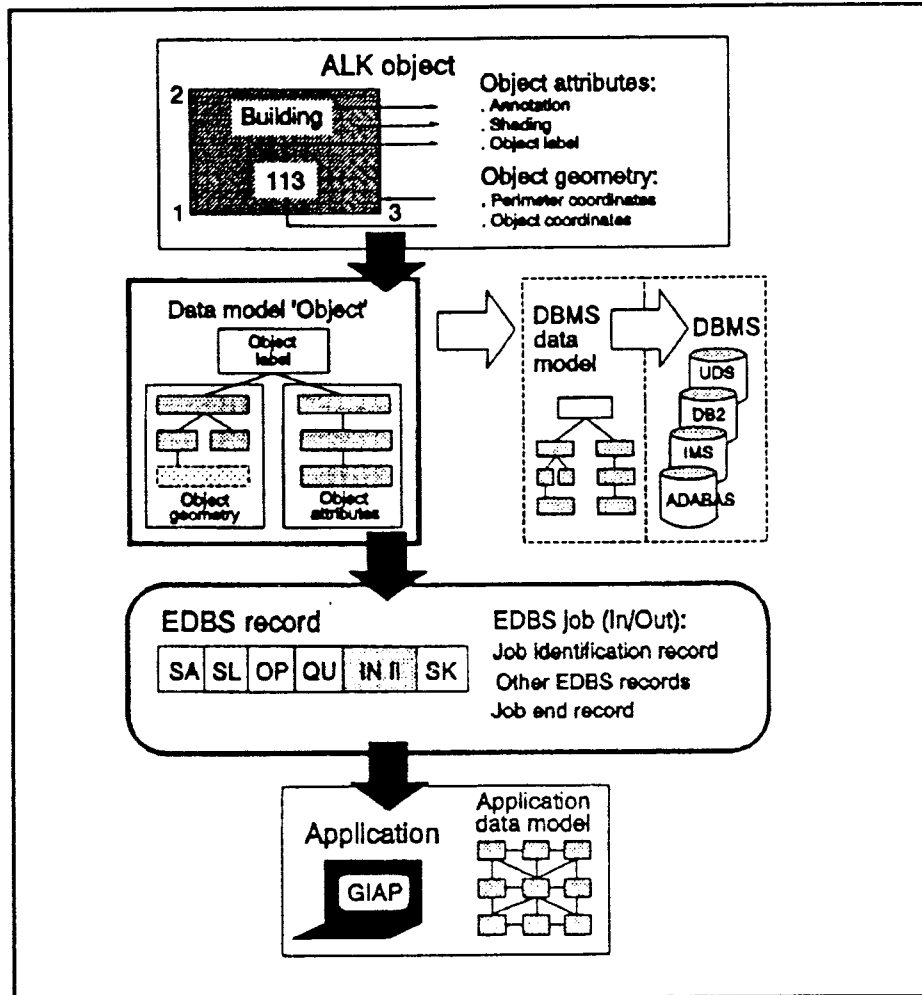 ALK object
2
Building
113
1
3
Object attributes:
. Annotation
. Shading
. Object label
Object geometry:
. Perimeter coordinates
. Object coordinates
Data model 'Object'
Object
label
Object
geometry
Object
attributes
DBMS
data
model
DBMS
UDS
DB2
IMS
ADABAS
EDBS record
SA SL OP QU IN II SK
EDBS job (In/Out):
Job identification record
Other EDBS records
Job end record
Application
GIAP
Application
data model